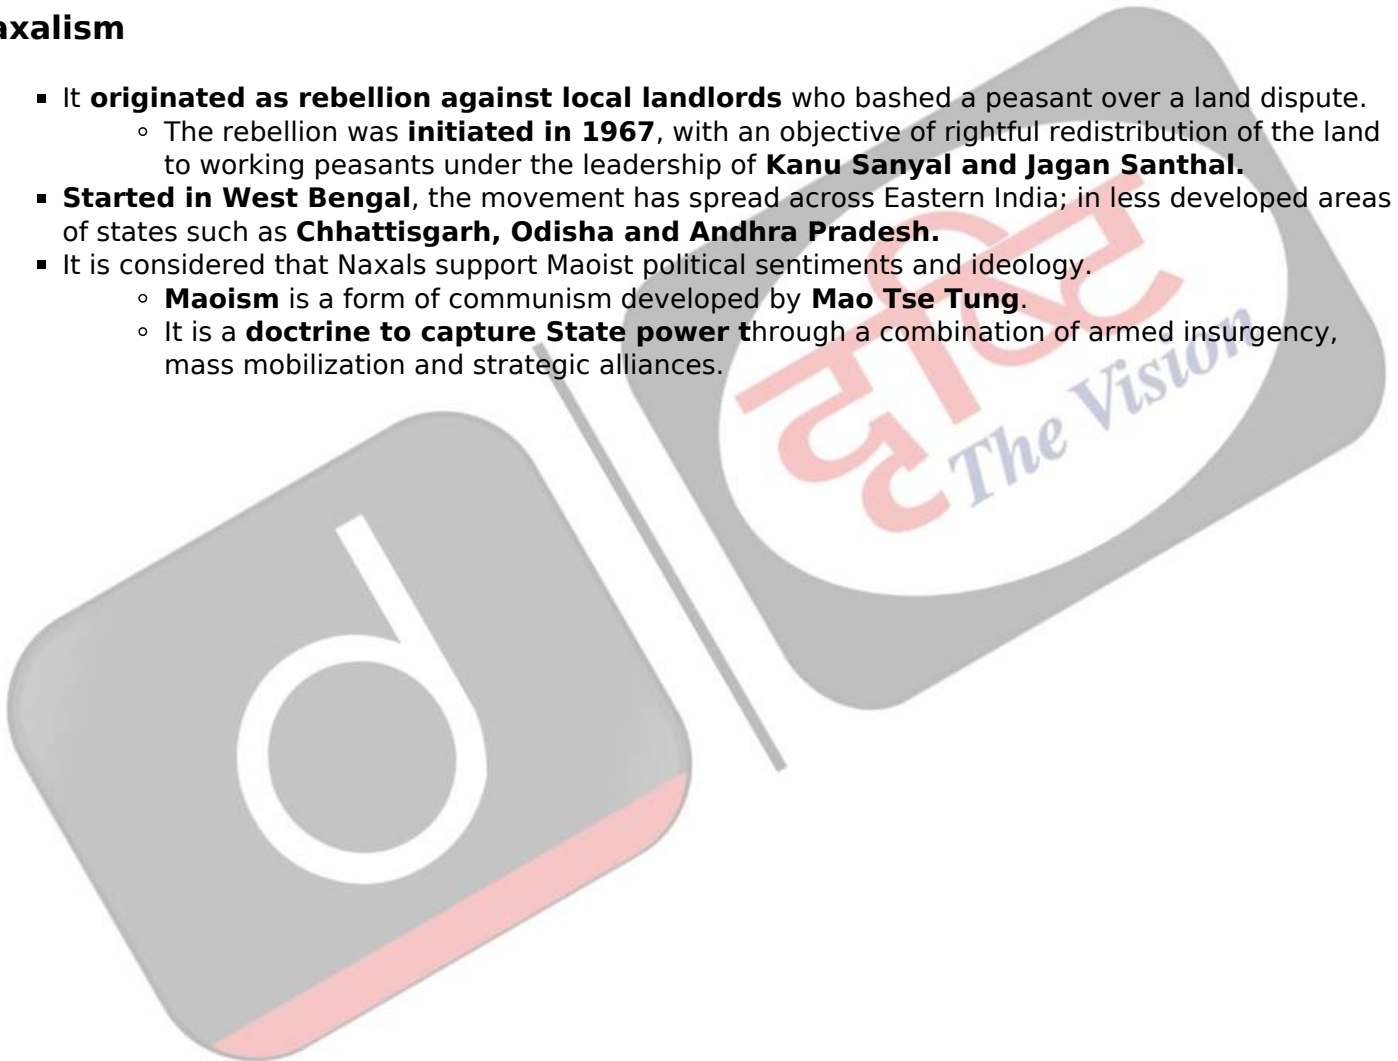 axalism
▪ It originated as rebellion against local landlords who bashed a peasant over a land dispute.
◦ The rebellion was initiated in 1967, with an objective of rightful redistribution of the land
to working peasants under the leadership of Kanu Sanyal and Jagan Santhal.
▪ Started in West Bengal, the movement has spread across Eastern India; in less developed areas
of states such as Chhattisgarh, Odisha and Andhra Pradesh.
▪ It is considered that Naxals support Maoist political sentiments and ideology.
◦ Maoism is a form of communism developed by Mao Tse Tung.
◦ It is a doctrine to capture State power through a combination of armed insurgency,
mass mobilization and strategic alliances.
दृष्टि
The Vision
d